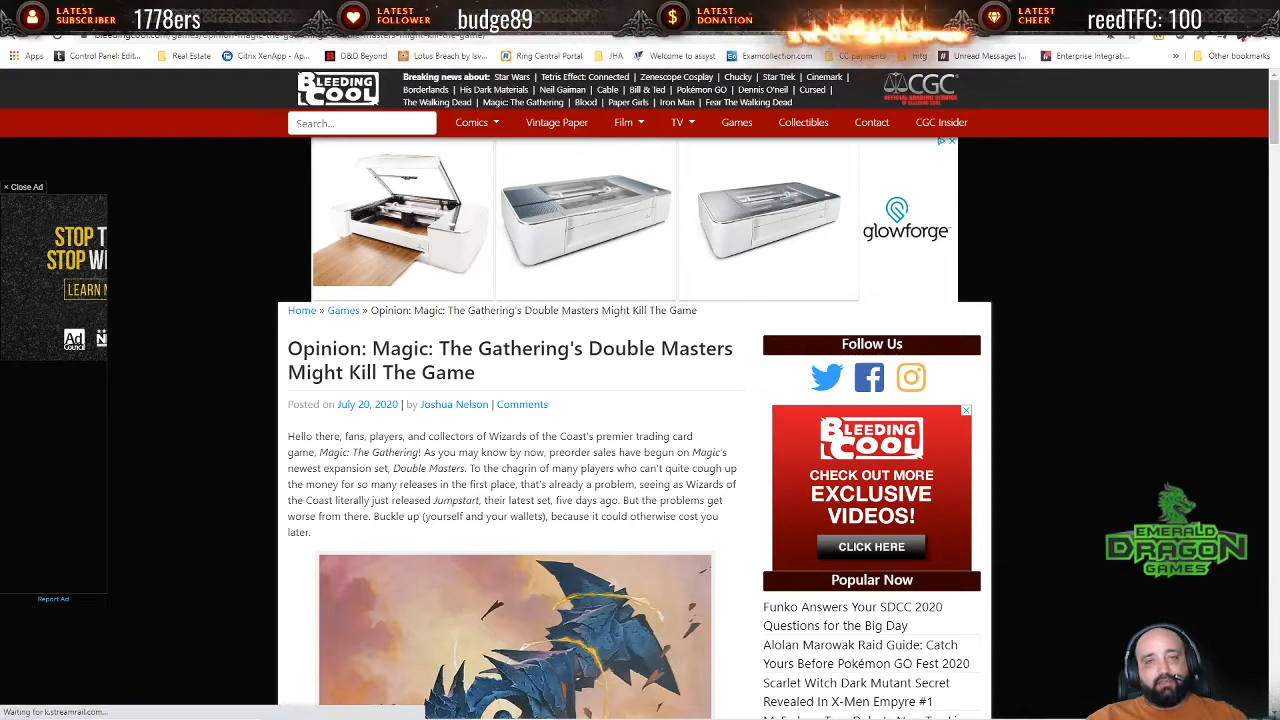 LATEST SUBSCRIBER
1778ers
LATEST FOLLOWER
budge89
LATEST DONATION
LATEST CHEER
reedTFC: 100
Apps
Control Panel: Edit...
Real Estate
Citrix XenApp - On...
D&D Beyond
Lotus Breach by Isv...
Ring Central Portal
JHA
Welcome to assyst
Examcollection.com
CC payments
mtg
Unread Messages |...
Enterprise Integrati...
»
Other bookmarks
BLEEDING COOL
Breaking news about: Star Wars | Tetris Effect: Connected | Zenescope Cosplay | Chucky | Star Trek | Cinemark |
Borderlands | His Dark Materials | Neil Gaiman | Cable | Bill & Ted | Pokémon GO | Dennis O'neil | Cursed |
The Walking Dead | Magic: The Gathering | Blood | Paper Girls | Iron Man | Fear The Walking Dead
CGC
Search...
Comics
Vintage Paper
Film
TV
Games
Collectibles
Contact
CGC Insider
× Close Ad
STOP T
STOP W
LEARN
Ad
COUNCIL
glowforge
Home » Games » Opinion: Magic: The Gathering's Double Masters Might Kill The Game
Opinion: Magic: The Gathering's Double Masters
Might Kill The Game
Posted on July 20, 2020 | by Joshua Nelson | Comments
Hello there, fans, players, and collectors of Wizards of the Coast's premier trading card
game, Magic: The Gathering! As you may know by now, preorder sales have begun on Magic's
newest expansion set, Double Masters. To the chagrin of many players who can't quite cough up
the money for so many releases in the first place, that's already a problem, seeing as Wizards of
the Coast literally just released Jumpstart, their latest set, five days ago. But the problems get
worse from there. Buckle up (yourself and your wallets), because it could otherwise cost you
later.
Follow Us
BLEEDING COOL
CHECK OUT MORE
EXCLUSIVE
VIDEOS!
CLICK HERE
Popular Now
Funko Answers Your SDCC 2020
Questions for the Big Day
Alolan Marowak Raid Guide: Catch
Yours Before Pokémon GO Fest 2020
Scarlet Witch Dark Mutant Secret
Revealed In X-Men Empyre #1
Report Ad
EMERALD
DRAGON
GAMES
Waiting for k.streamrail.com...